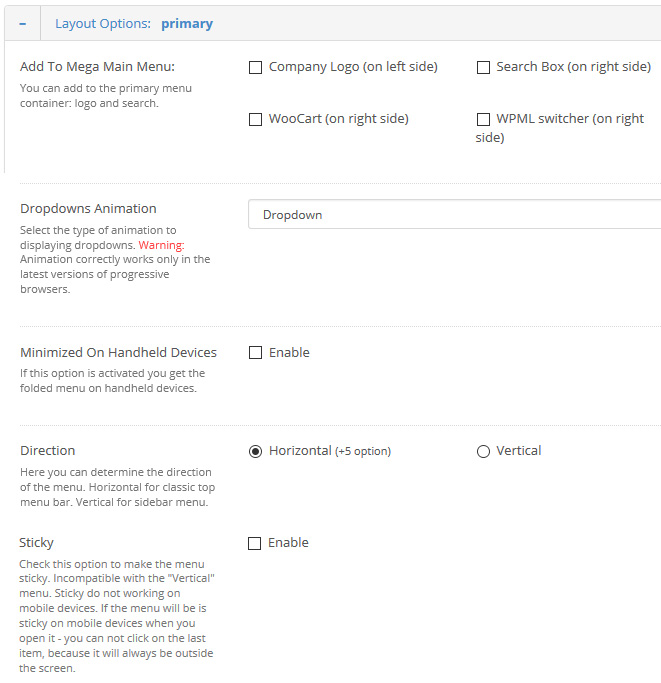 – Layout Options: primary
Add To Mega Main Menu:
You can add to the primary menu
container: logo and search.
Company Logo (on left side)
Search Box (on right side)
WooCart (on right side)
WPML switcher (on right
side)
Dropdowns Animation
Select the type of animation to
displaying dropdowns. Warning:
Animation correctly works only in the
latest versions of progressive
browsers.
Dropdown
Minimized On Handheld Devices
If this option is activated you get the
folded menu on handheld devices.
Enable
Direction
Here you can determine the direction
of the menu. Horizontal for classic top
menu bar. Vertical for sidebar menu.
Horizontal (+5 option)
Vertical
Sticky
Check this option to make the menu
sticky. Incompatible with the "Vertical"
menu. Sticky do not working on
mobile devices. If the menu will be is
sticky on mobile devices when you
open it - you can not click on the last
item, because it will always be outside
the screen.
Enable